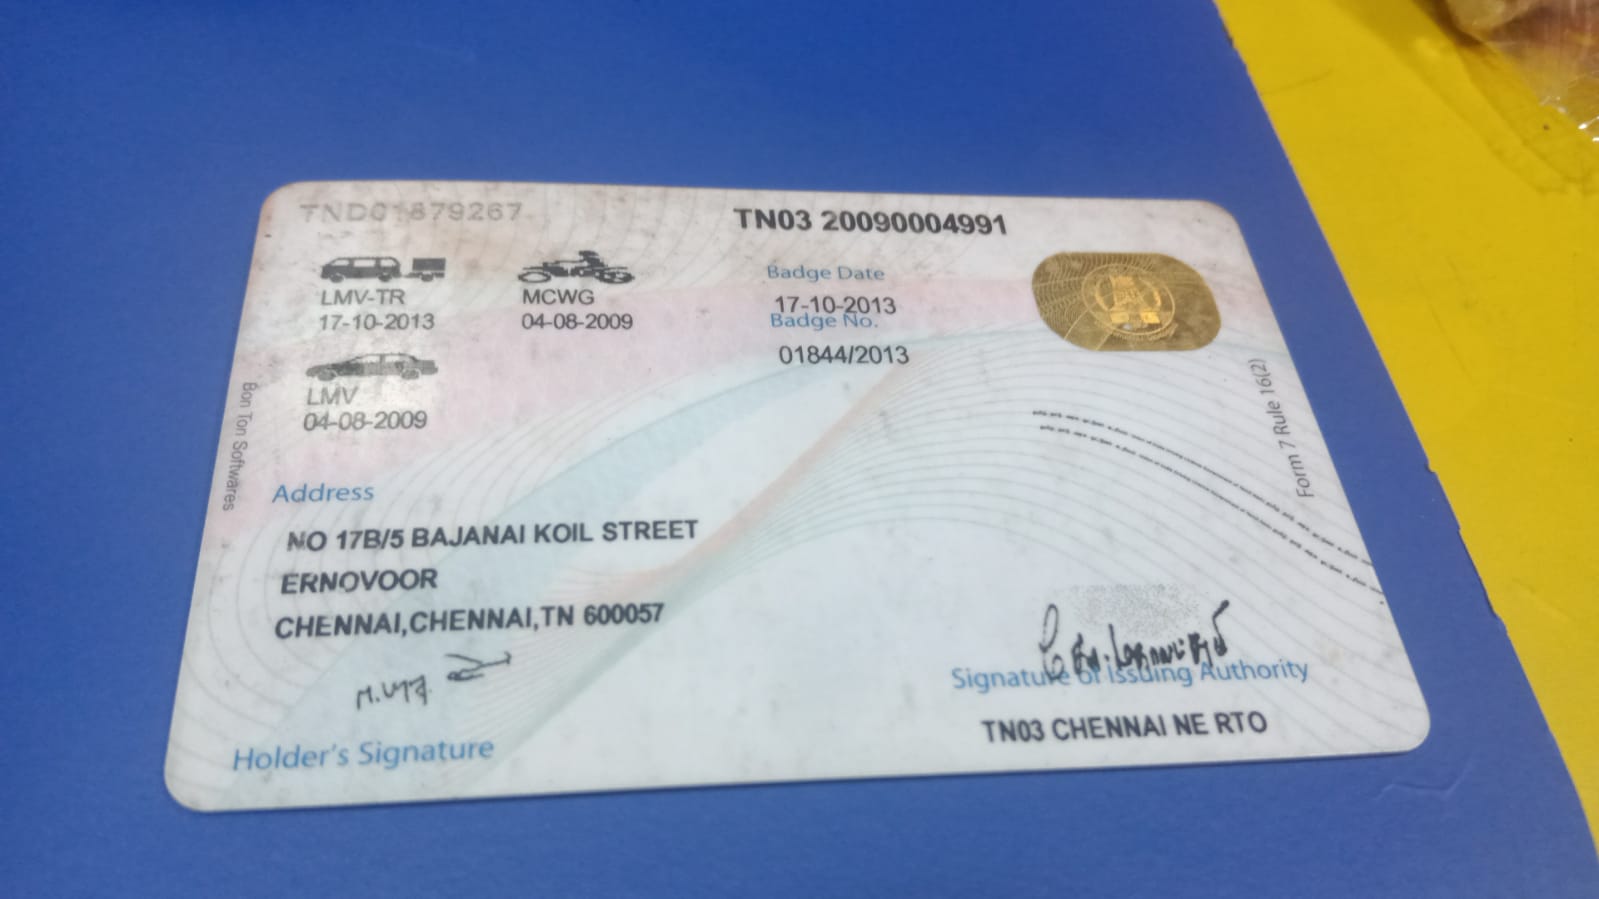 TND01879267
TN03 20090004991
LMV-TR
17-10-2013
MCWG
04-08-2009
Badge Date
17-10-2013
Badge No.
01844/2013
LMV
04-08-2009
Bon Ton Softwares
Form 7 Rule 16(2)
Address
NO 17B/5 BAJANAI KOIL STREET
ERNOVOOR
CHENNAI,CHENNAI,TN 600057
Holder's Signature
Signature of Issuing Authority
TN03 CHENNAI NE RTO